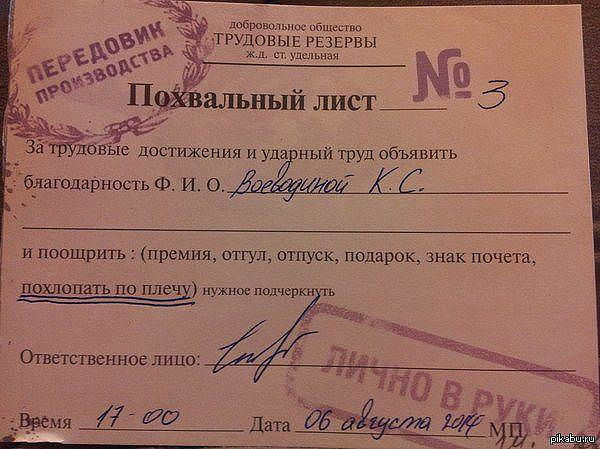 добровольное общество
ТРУДОВЫЕ РЕЗЕРВЫ
ж.д. ст. удельная
ПЕРЕДОВИК
ПРОИЗВОДСТВА
№ 3
Похвальный лист
За трудовые достижения и ударный труд объявить
благодарность Ф. И. О. Воеводиной К. С.
и поощрить : (премия, отгул, отпуск, подарок, знак почета,
похлопать по плечу) нужное подчеркнуть
Ответственное лицо:
ЛИЧНО В РУКИ
Время 17-00 Дата 06 августа 2014 МП
pikabu.ru